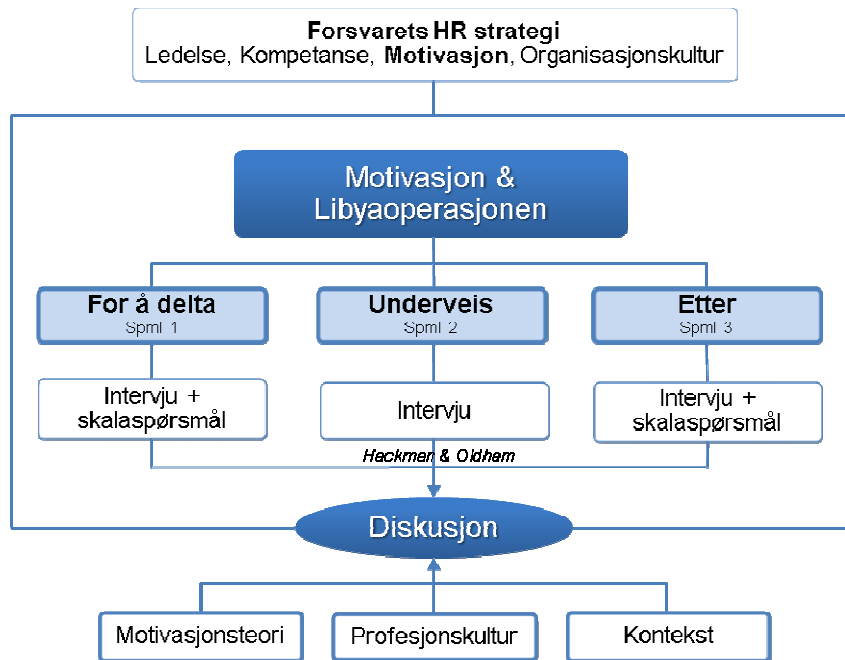 Forsvarets HR strategi
Ledelse, Kompetanse, Motivasjon, Organisasjonskultur
Motivasjon &
Libyaoperasjonen
For å delta
Spml 1
Underveis
Spml 2
Etter
Spml 3
Intervju +
skalaspørsmål
Intervju
Intervju +
skalaspørsmål
Hackman & Oldham
Diskusjon
Motivasjonsteori
Profesjonskultur
Kontekst